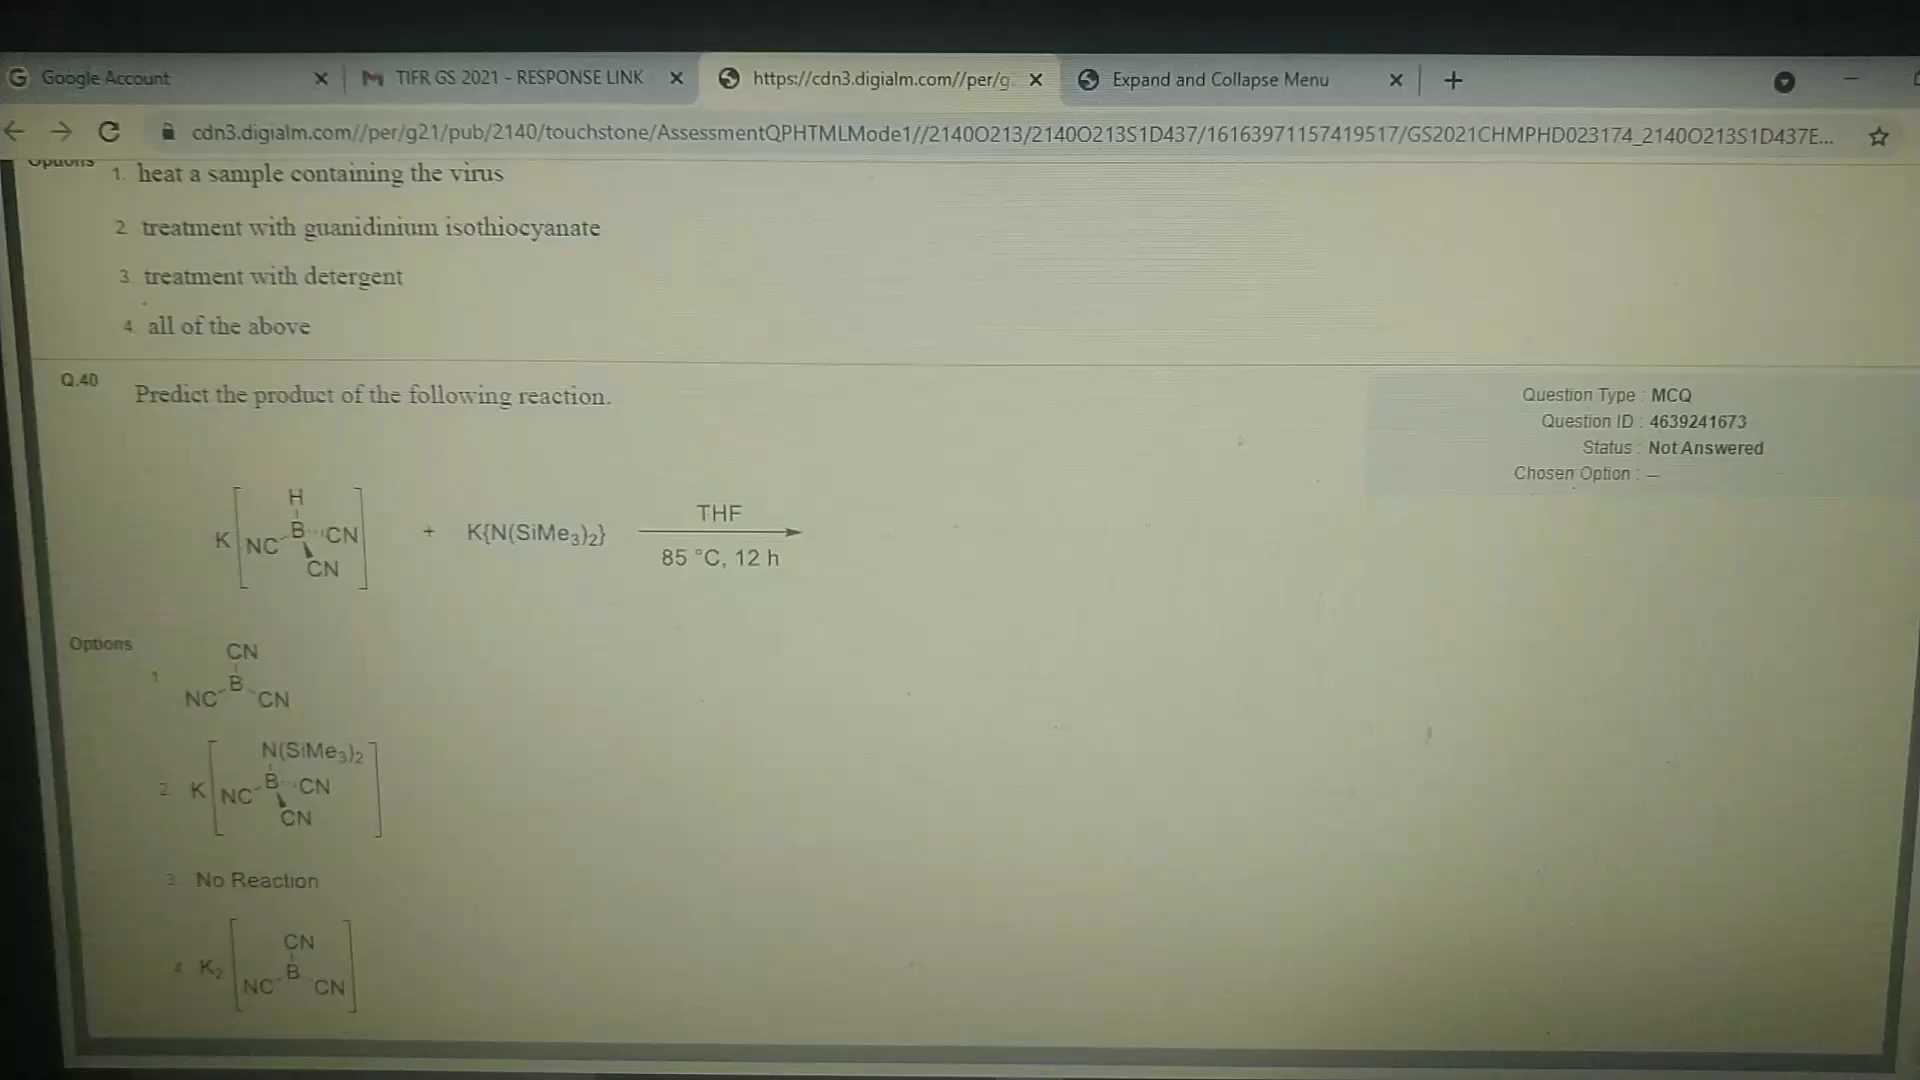 Google Account
TIFR GS 2021 - RESPONSE LINK
https://cdn3.digialm.com//per/g
Expand and Collapse Menu
cdn3.digialm.com//per/g21/pub/2140/touchstone/AssessmentQPHTMLMode1//2140O213/2140O213S1D437/16163971157419517/GS2021CHMPHD023174_2140O213S1D437E...
Options
1. heat a sample containing the virus
2. treatment with guanidinium isothiocyanate
3. treatment with detergent
4. all of the above
Q.40
Predict the product of the following reaction.
Question Type : MCQ
Question ID : 4639241673
Status : Not Answered
Chosen Option : --
H
K NC B CN
CN
+ K{N(SiMe3)2}
THF
85 °C, 12 h
Options
1
CN
B
NC CN
2
N(SiMe3)2
K NC B CN
CN
3 No Reaction
4
CN
K2 B
NC CN